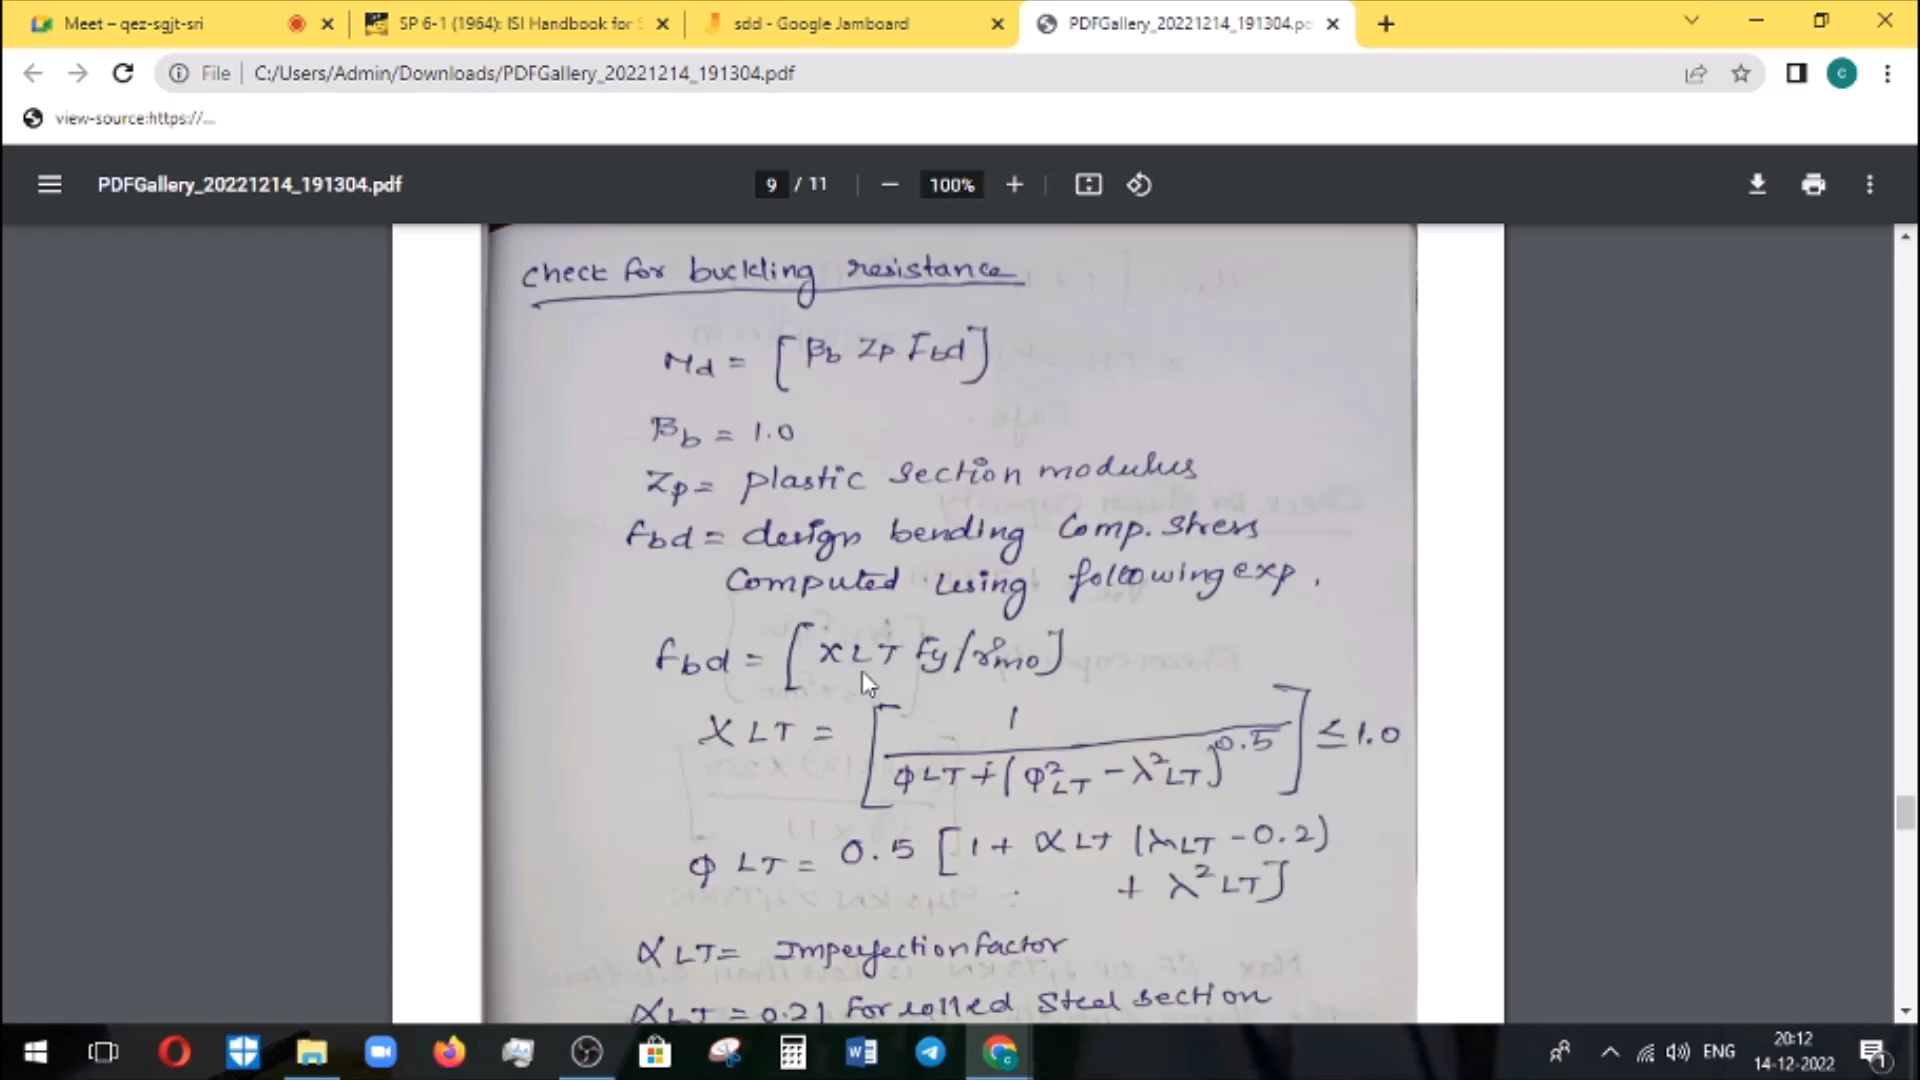 Meet – qez-sgjt-sri
SP 6-1 (1964): ISI Handbook for S
sdd - Google Jamboard
PDFGallery_20221214_191304.pd
File
C:/Users/Admin/Downloads/PDFGallery_20221214_191304.pdf
C
view-source:https://...
PDFGallery_20221214_191304.pdf
9 / 11
100%
check for buckling resistance
Md = [βb Zp Fbd]
βb = 1.0
Zp = plastic section modulus
fbd = design bending Comp. stress
Computed using following exp.
fbd = [XLT Fy/γmo]
XLT = [1 / φLT + (φ²LT - λ²LT)^0.5] ≤ 1.0
φLT = 0.5 [1 + αLT (λLT - 0.2)
+ λ²LT]
αLT = Imperfection factor
αLT = 0.21 for rolled steel section
ENG
20:12
14-12-2022
1